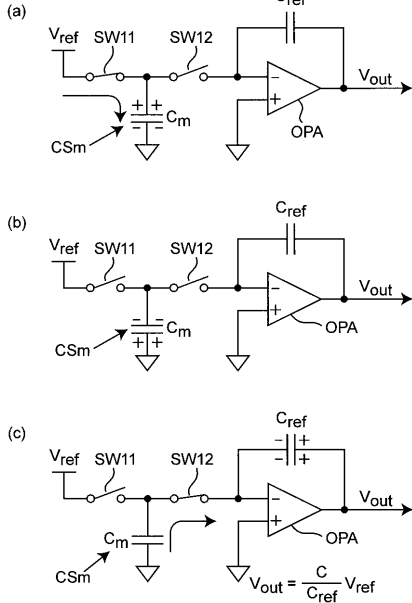 (a)
Cref
Vref SW11 SW12
Vout
+ + Cm
− −
− +
CSm
OPA
(b)
Cref
Vref SW11 SW12
Vout
− − Cm
+ +
− +
CSm
OPA
(c)
Cref
− +
− +
Vref SW11 SW12
Vout
Cm
− +
OPA
CSm
Vout = C / Cref Vref